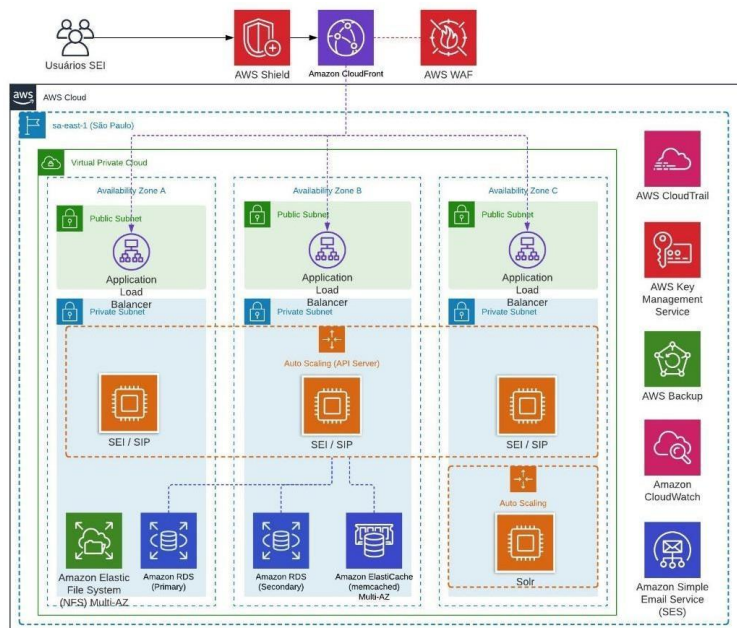 Usuários SEI
AWS Shield
Amazon CloudFront
AWS WAF
aws
AWS Cloud
sa-east-1 (São Paulo)
Virtual Private Cloud
Availability Zone A
Availability Zone B
Availability Zone C
Public Subnet
Public Subnet
Public Subnet
Application
Load
Balancer
Application
Load
Balancer
Application
Load
Balancer
Private Subnet
Private Subnet
Private Subnet
Auto Scaling (API Server)
SEI / SIP
SEI / SIP
SEI / SIP
Auto Scaling
Solr
Amazon Elastic
File System
(NFS) Multi-AZ
Amazon RDS
(Primary)
Amazon RDS
(Secondary)
Amazon ElastiCache
(memcached)
Multi-AZ
AWS CloudTrail
AWS Key
Management
Service
AWS Backup
Amazon
CloudWatch
Amazon Simple
Email Service
(SES)